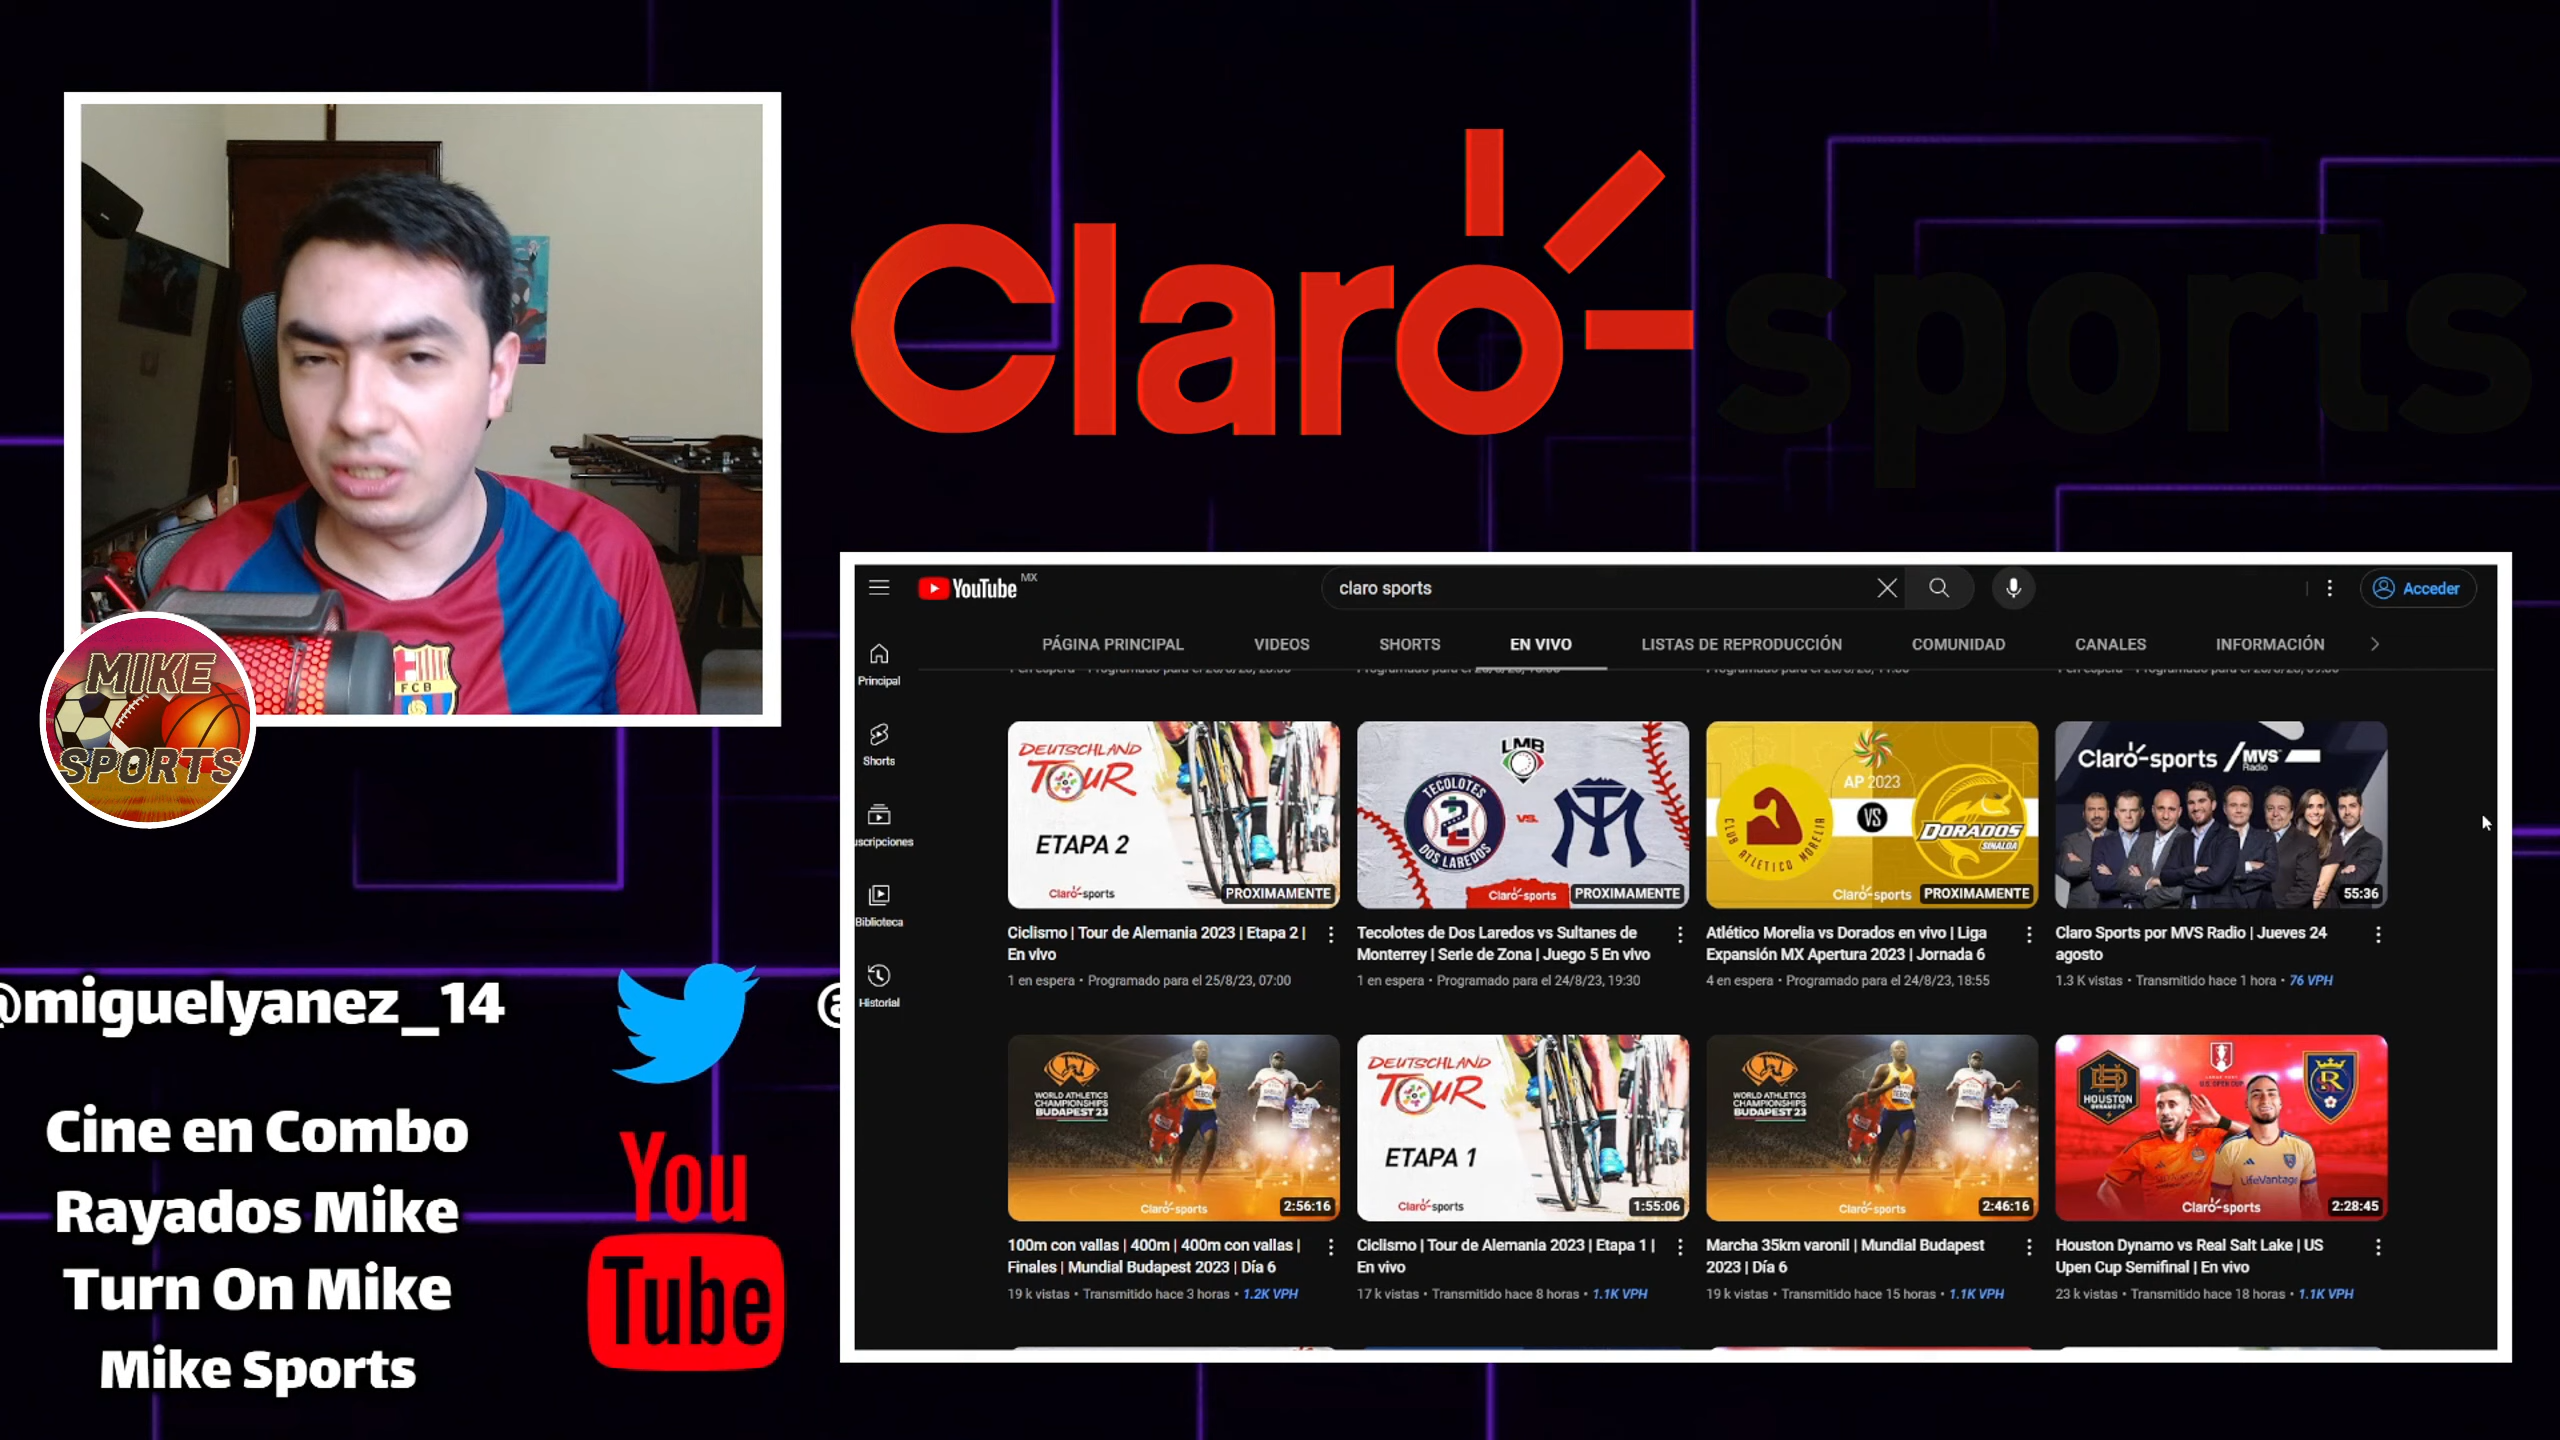 Claro-sports
FCB
MIKE
SPORTS
@miguelyanez_14
Cine en Combo
Rayados Mike
Turn On Mike
Mike Sports
You
Tube
YouTube MX
claro sports
Acceder
PÁGINA PRINCIPAL VIDEOS SHORTS EN VIVO LISTAS DE REPRODUCCIÓN COMUNIDAD CANALES INFORMACIÓN
Principal
Shorts
uscripciones
Biblioteca
Historial
DEUTSCHLAND
TOUR
ETAPA 2
Claro-sports
PROXIMAMENTE
Ciclismo | Tour de Alemania 2023 | Etapa 2 |
En vivo
1 en espera • Programado para el 25/8/23, 07:00
LMB
TECOLOTES
2
DOS LAREDOS
VS.
Claro-sports
PROXIMAMENTE
Tecolotes de Dos Laredos vs Sultanes de
Monterrey | Serie de Zona | Juego 5 En vivo
1 en espera • Programado para el 24/8/23, 19:30
AP 2023
CLUB ATLETICO MORELIA
VS
DORADOS
SINALOA
Claro-sports
PROXIMAMENTE
Atlético Morelia vs Dorados en vivo | Liga
Expansión MX Apertura 2023 | Jornada 6
4 en espera • Programado para el 24/8/23, 18:55
Claro-sports / MVS Radio
55:36
Claro Sports por MVS Radio | Jueves 24
agosto
1.3 K vistas • Transmitido hace 1 hora • 76 VPH
WORLD ATHLETICS
CHAMPIONSHIPS
BUDAPEST 23
Claro-sports
2:56:16
100m con vallas | 400m | 400m con vallas |
Finales | Mundial Budapest 2023 | Día 6
19 k vistas • Transmitido hace 3 horas • 1.2K VPH
DEUTSCHLAND
TOUR
ETAPA 1
Claro-sports
1:55:06
Ciclismo | Tour de Alemania 2023 | Etapa 1 |
En vivo
17 k vistas • Transmitido hace 8 horas • 1.1K VPH
WORLD ATHLETICS
CHAMPIONSHIPS
BUDAPEST 23
Claro-sports
2:46:16
Marcha 35km varonil | Mundial Budapest
2023 | Día 6
19 k vistas • Transmitido hace 15 horas • 1.1K VPH
HOUSTON
DYNAMO FC
U.S. OPEN CUP
LifeVantage
Claro-sports
2:28:45
Houston Dynamo vs Real Salt Lake | US
Upen Cup Semifinal | En vivo
23 k vistas • Transmitido hace 18 horas • 1.1K VPH